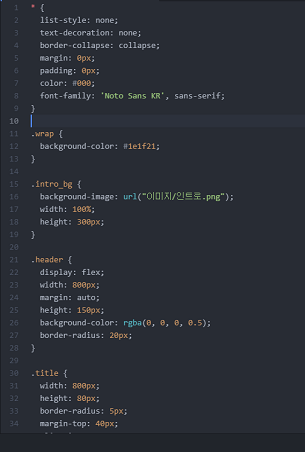 1 * {
2 list-style: none;
3 text-decoration: none;
4 border-collapse: collapse;
5 margin: 0px;
6 padding: 0px;
7 color: #000;
8 font-family: 'Noto Sans KR', sans-serif;
9 }
10
11 .wrap {
12 background-color: #1e1f21;
13 }
14
15 .intro_bg {
16 background-image: url("이미지/인트로.png");
17 width: 100%;
18 height: 300px;
19 }
20
21 .header {
22 display: flex;
23 width: 800px;
24 margin: auto;
25 height: 150px;
26 background-color: rgba(0, 0, 0, 0.5);
27 border-radius: 20px;
28 }
29
30 .title {
31 width: 800px;
32 height: 80px;
33 border-radius: 5px;
34 margin-top: 40px;